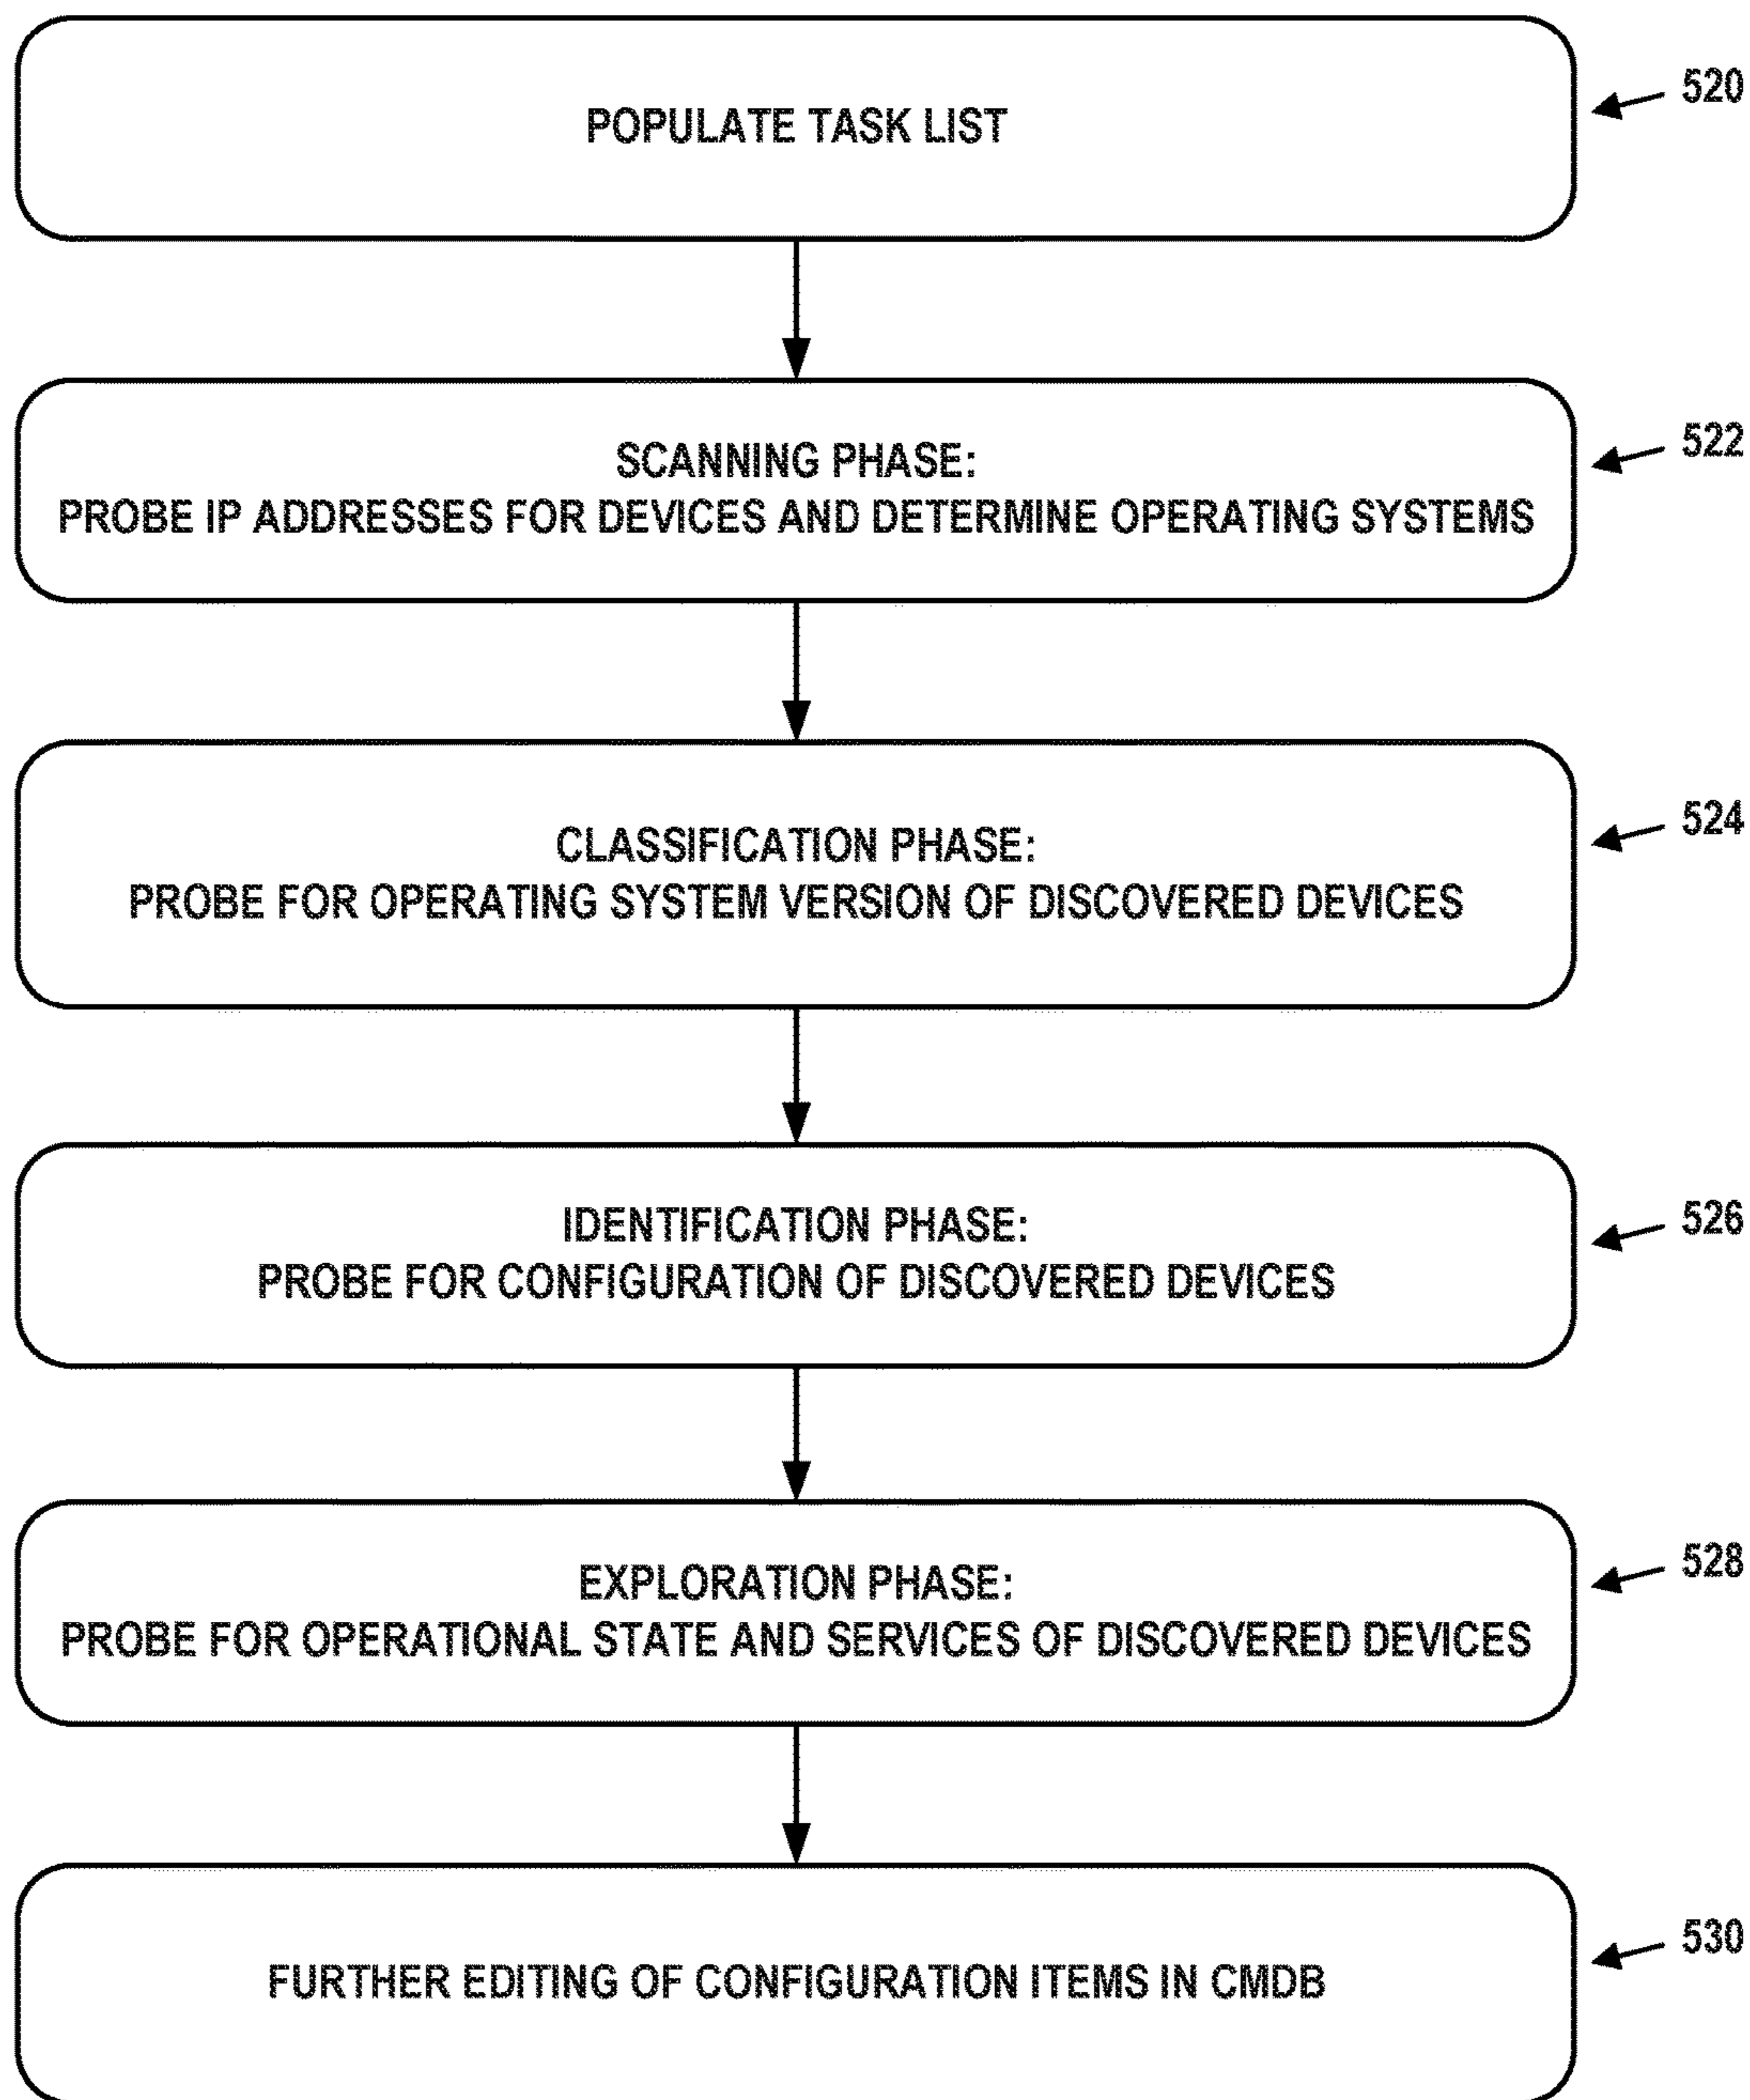 POPULATE TASK LIST
520
SCANNING PHASE:
PROBE IP ADDRESSES FOR DEVICES AND DETERMINE OPERATING SYSTEMS
522
CLASSIFICATION PHASE:
PROBE FOR OPERATING SYSTEM VERSION OF DISCOVERED DEVICES
524
IDENTIFICATION PHASE:
PROBE FOR CONFIGURATION OF DISCOVERED DEVICES
526
EXPLORATION PHASE:
PROBE FOR OPERATIONAL STATE AND SERVICES OF DISCOVERED DEVICES
528
FURTHER EDITING OF CONFIGURATION ITEMS IN CMDB
530